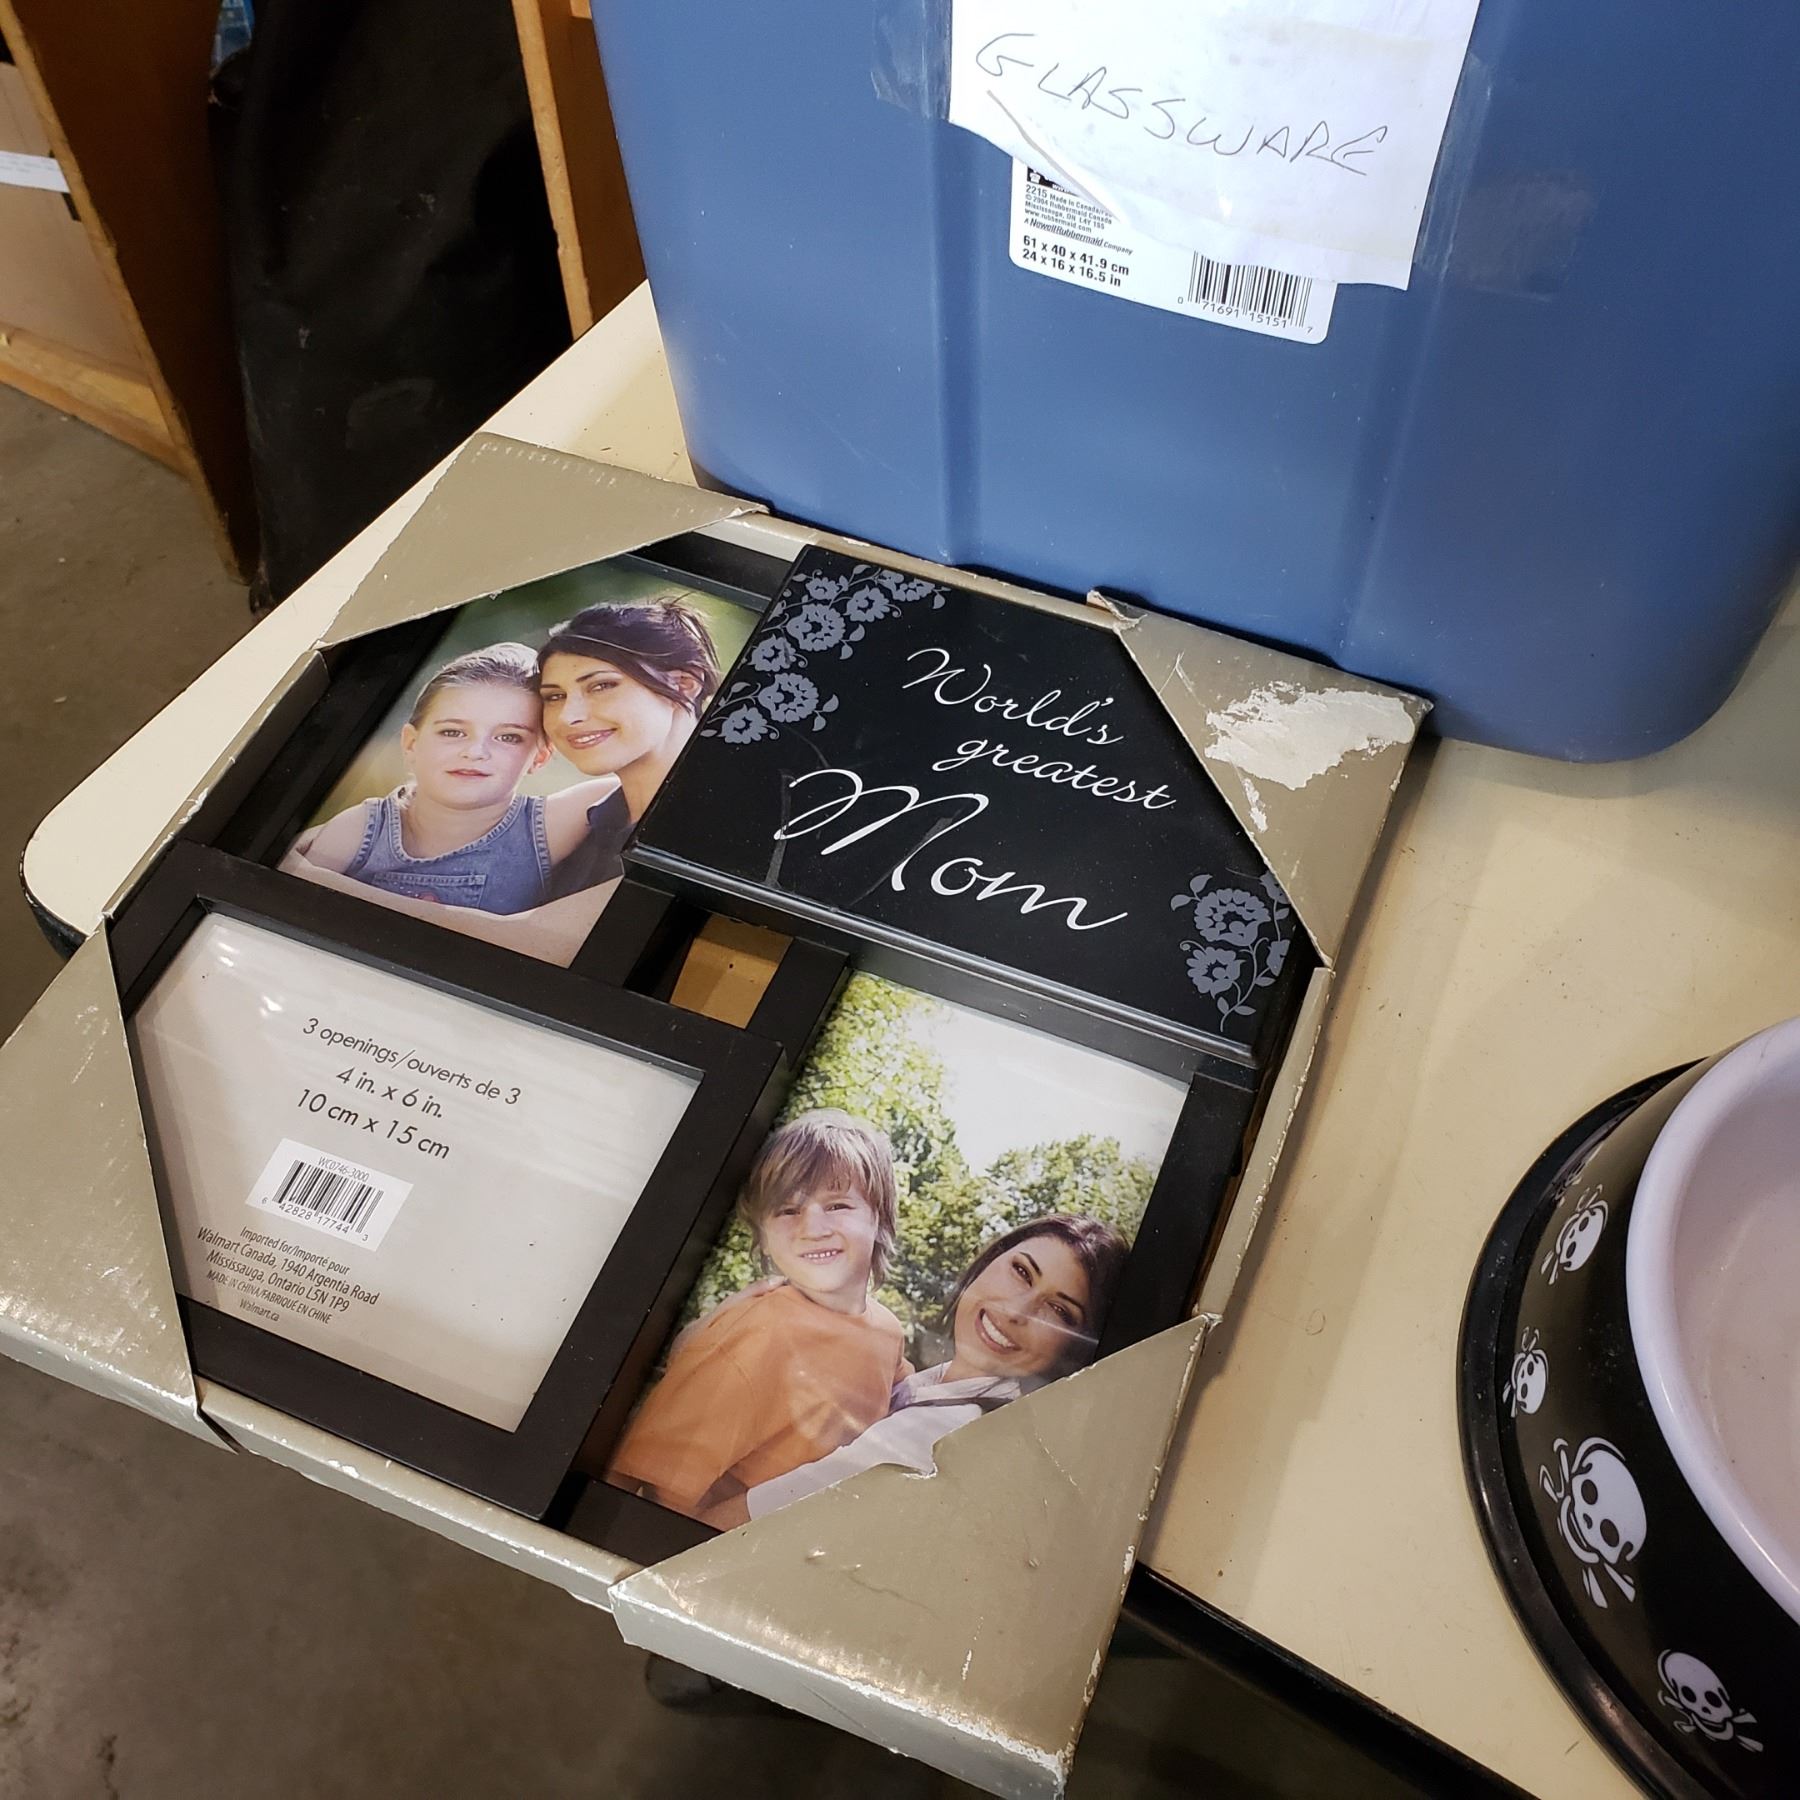 GLASSWARE
2215 Made in Canada/
© 2004 Rubbermaid Canada
Mississauga, ON L4Y 1S5
www.rubbermaid.com
A NewellRubbermaid Company
61 x 40 x 41.9 cm
24 x 16 x 16.5 in
0 71691 15151 7
World's
greatest
Mom
3 openings/ouverts de 3
4 in. x 6 in.
10 cm x 15 cm
WC0746-3000
6 42828 17744 3
Imported for/Importé pour
Walmart Canada, 1940 Argentia Road
Mississauga, Ontario L5N 1P9
MADE IN CHINA/FABRIQUÉ EN CHINE
Walmart.ca